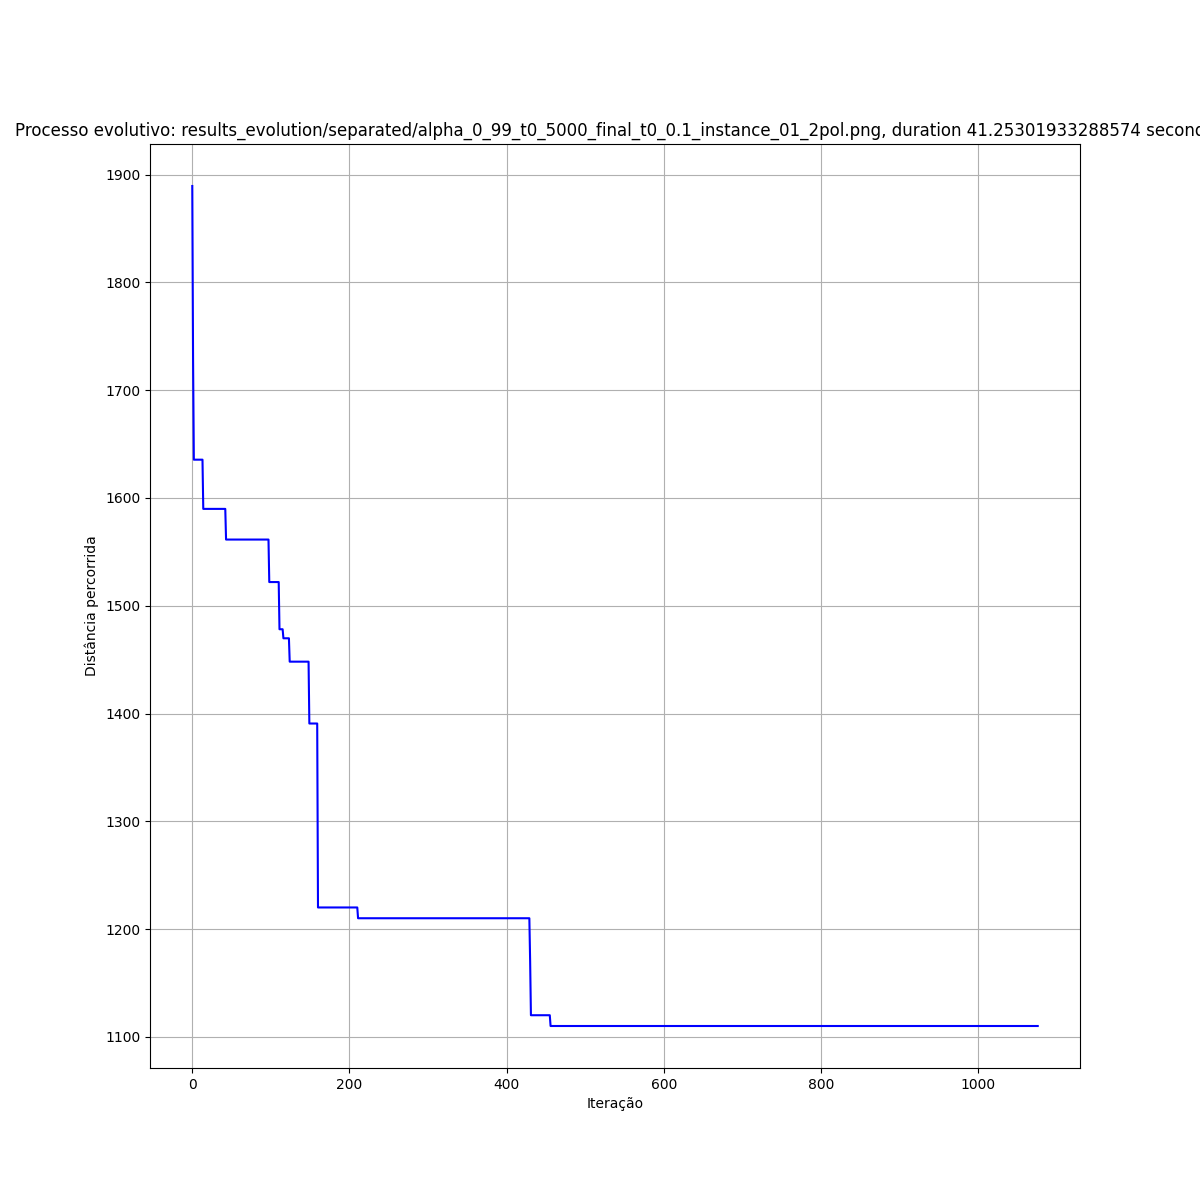 Processo evolutivo: results_evolution/separated/alpha_0_99_t0_5000_final_t0_0.1_instance_01_2pol.png, duration 41.25301933288574
1900
1800
1700
1600
1500
1400
1300
1200
1100
Distância percorrida
0 200 400 600 800 1000
Iteração